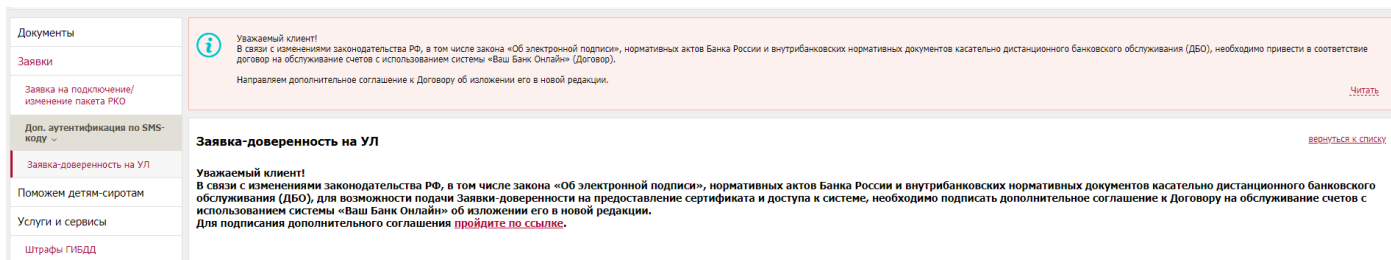 Документы
Заявки
Заявка на подключение/
изменение пакета РКО
Доп. аутентификация по SMS-
коду
Заявка-доверенность на УЛ
Поможем детям-сиротам
Услуги и сервисы
Штрафы ГИБДД
Уважаемый клиент!
В связи с изменениями законодательства РФ, в том числе закона «Об электронной подписи», нормативных актов Банка России и внутрибанковских нормативных документов касательно дистанционного банковского обслуживания (ДБО), необходимо привести в соответствие
договор на обслуживание счетов с использованием системы «Ваш Банк Онлайн» (Договор).
Направляем дополнительное соглашение к Договору об изложении его в новой редакции.
Читать
Заявка-доверенность на УЛ
вернуться к списку
Уважаемый клиент!
В связи с изменениями законодательства РФ, в том числе закона «Об электронной подписи», нормативных актов Банка России и внутрибанковских нормативных документов касательно дистанционного банковского
обслуживания (ДБО), для возможности подачи Заявки-доверенности на предоставление сертификата и доступа к системе, необходимо подписать дополнительное соглашение к Договору на обслуживание счетов с
использованием системы «Ваш Банк Онлайн» об изложении его в новой редакции.
Для подписания дополнительного соглашения пройдите по ссылке.